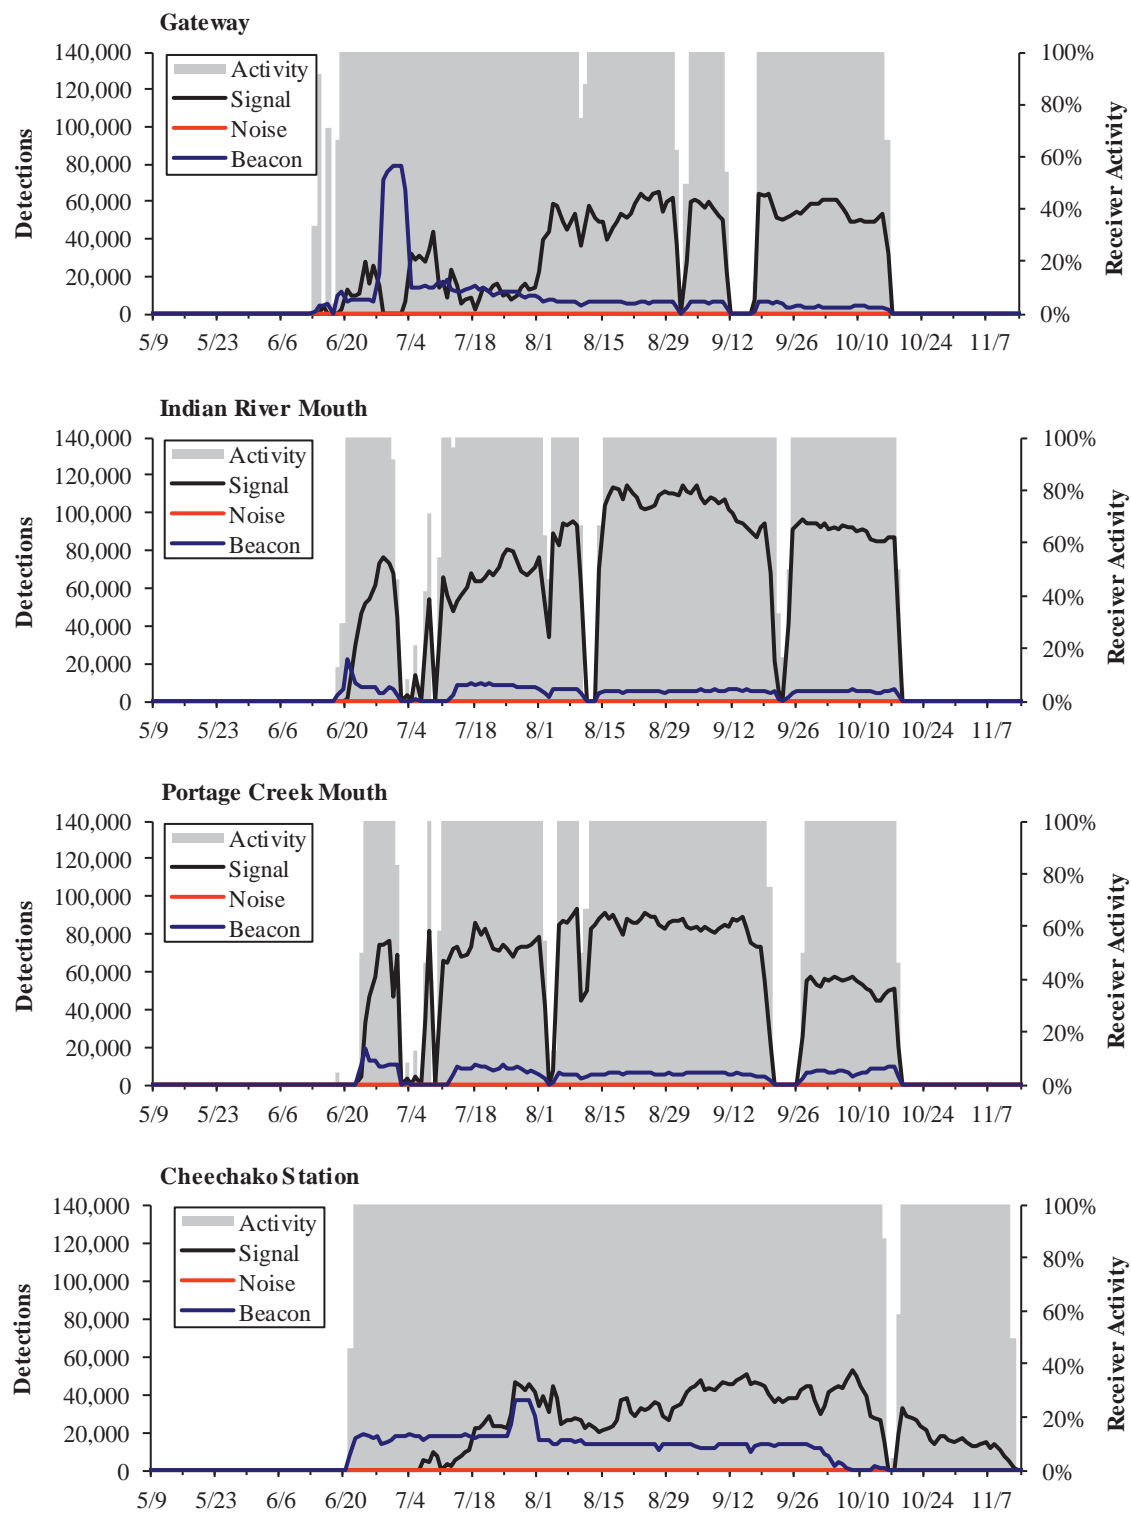 Gateway
140,000
120,000
100,000
80,000
60,000
40,000
20,000
0
Detections
Activity
Signal
Noise
Beacon
100%
80%
60%
40%
20%
0%
Receiver Activity
5/9 5/23 6/6 6/20 7/4 7/18 8/1 8/15 8/29 9/12 9/26 10/10 10/24 11/7
Indian River Mouth
140,000
120,000
100,000
80,000
60,000
40,000
20,000
0
Detections
Activity
Signal
Noise
Beacon
100%
80%
60%
40%
20%
0%
Receiver Activity
5/9 5/23 6/6 6/20 7/4 7/18 8/1 8/15 8/29 9/12 9/26 10/10 10/24 11/7
Portage Creek Mouth
140,000
120,000
100,000
80,000
60,000
40,000
20,000
0
Detections
Activity
Signal
Noise
Beacon
100%
80%
60%
40%
20%
0%
Receiver Activity
5/9 5/23 6/6 6/20 7/4 7/18 8/1 8/15 8/29 9/12 9/26 10/10 10/24 11/7
Cheechako Station
140,000
120,000
100,000
80,000
60,000
40,000
20,000
0
Detections
Activity
Signal
Noise
Beacon
100%
80%
60%
40%
20%
0%
Receiver Activity
5/9 5/23 6/6 6/20 7/4 7/18 8/1 8/15 8/29 9/12 9/26 10/10 10/24 11/7